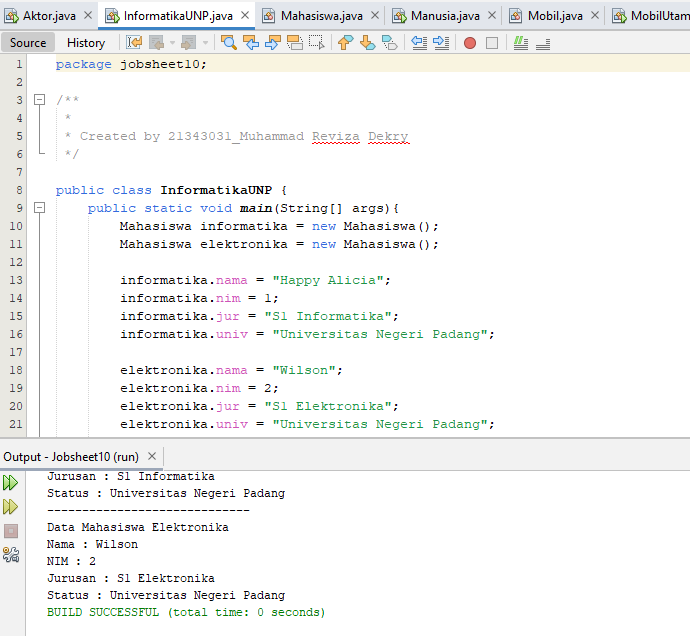 Aktor.java
InformatikaUNP.java
Mahasiswa.java
Manusia.java
Mobil.java
MobilUtam
Source History
1 package jobsheet10;
2
3 /**
4 *
5 * Created by 21343031_Muhammad Reviza Dekry
6 */
7
8 public class InformatikaUNP {
9 public static void main(String[] args){
10 Mahasiswa informatika = new Mahasiswa();
11 Mahasiswa elektronika = new Mahasiswa();
12
13 informatika.nama = "Happy Alicia";
14 informatika.nim = 1;
15 informatika.jur = "S1 Informatika";
16 informatika.univ = "Universitas Negeri Padang";
17
18 elektronika.nama = "Wilson";
19 elektronika.nim = 2;
20 elektronika.jur = "S1 Elektronika";
21 elektronika.univ = "Universitas Negeri Padang";
Output - Jobsheet10 (run)
Jurusan : S1 Informatika
Status : Universitas Negeri Padang
-----------------------------
Data Mahasiswa Elektronika
Nama : Wilson
NIM : 2
Jurusan : S1 Elektronika
Status : Universitas Negeri Padang
BUILD SUCCESSFUL (total time: 0 seconds)